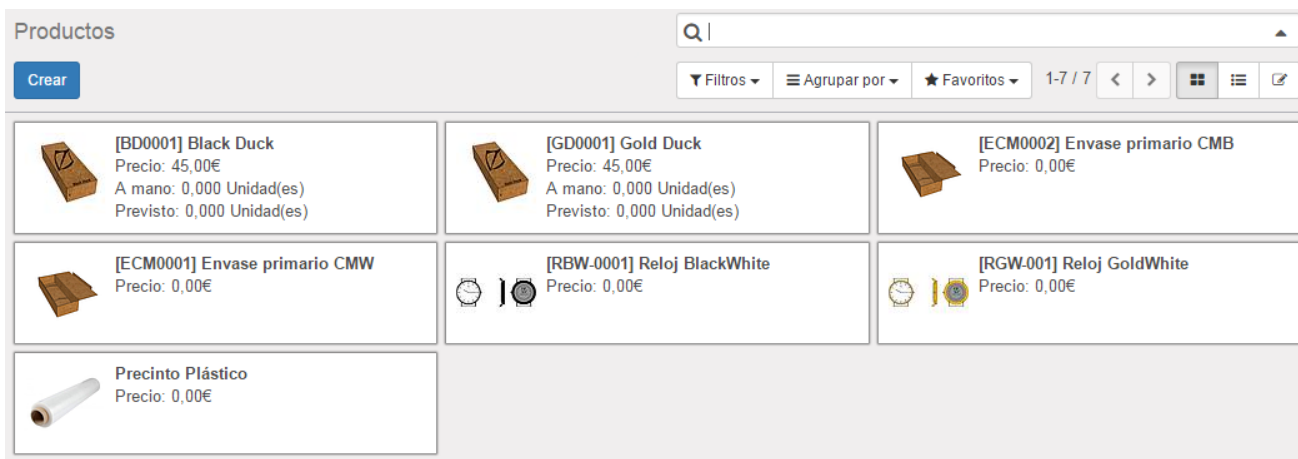 Productos
Crear
Filtros
Agrupar por
Favoritos
1-7 / 7
[BD0001] Black Duck
Precio: 45,00€
A mano: 0,000 Unidad(es)
Previsto: 0,000 Unidad(es)
[GD0001] Gold Duck
Precio: 45,00€
A mano: 0,000 Unidad(es)
Previsto: 0,000 Unidad(es)
[ECM0002] Envase primario CMB
Precio: 0,00€
[ECM0001] Envase primario CMW
Precio: 0,00€
[RBW-0001] Reloj BlackWhite
Precio: 0,00€
[RGW-001] Reloj GoldWhite
Precio: 0,00€
Precinto Plástico
Precio: 0,00€